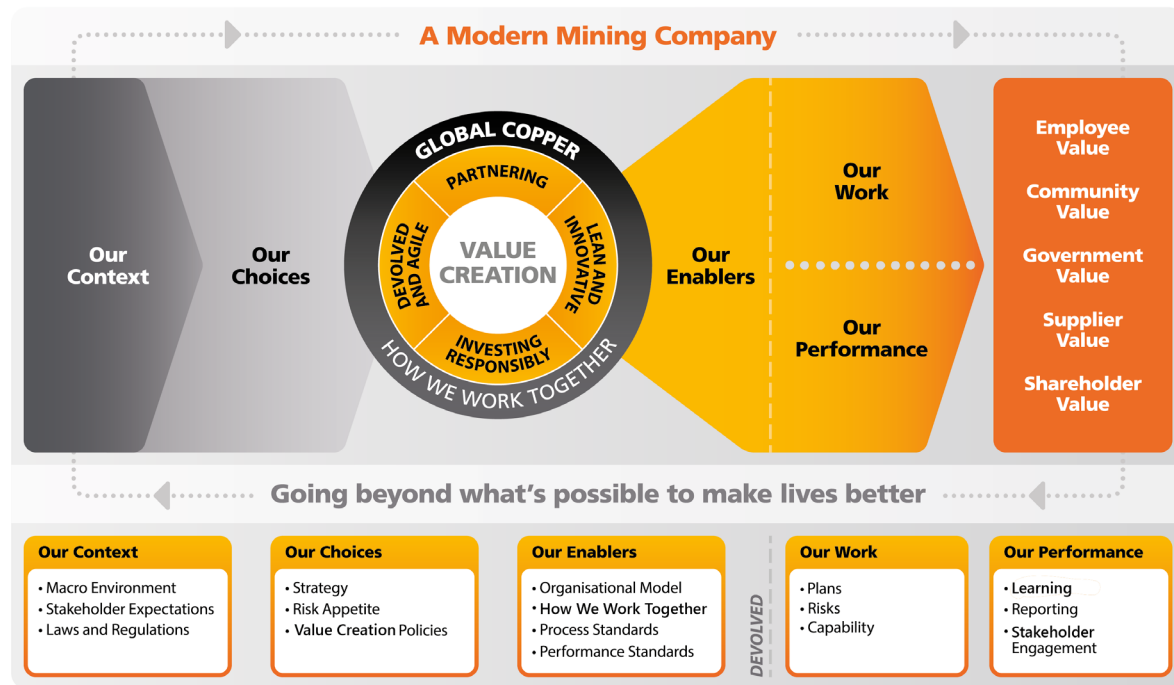 A Modern Mining Company
Our
Context
Our
Choices
GLOBAL COPPER
PARTNERING
DEVOLVED
AND AGILE
VALUE
CREATION
LEAN AND
INNOVATIVE
INVESTING
RESPONSIBLY
HOW WE WORK TOGETHER
Our
Enablers
Our
Work
Our
Performance
Employee
Value
Community
Value
Government
Value
Supplier
Value
Shareholder
Value
Going beyond what's possible to make lives better
Our Context
• Macro Environment
• Stakeholder Expectations
• Laws and Regulations
Our Choices
• Strategy
• Risk Appetite
• Value Creation Policies
Our Enablers
• Organisational Model
• How We Work Together
• Process Standards
• Performance Standards
DEVOLVED
Our Work
• Plans
• Risks
• Capability
Our Performance
• Learning
• Reporting
• Stakeholder
Engagement